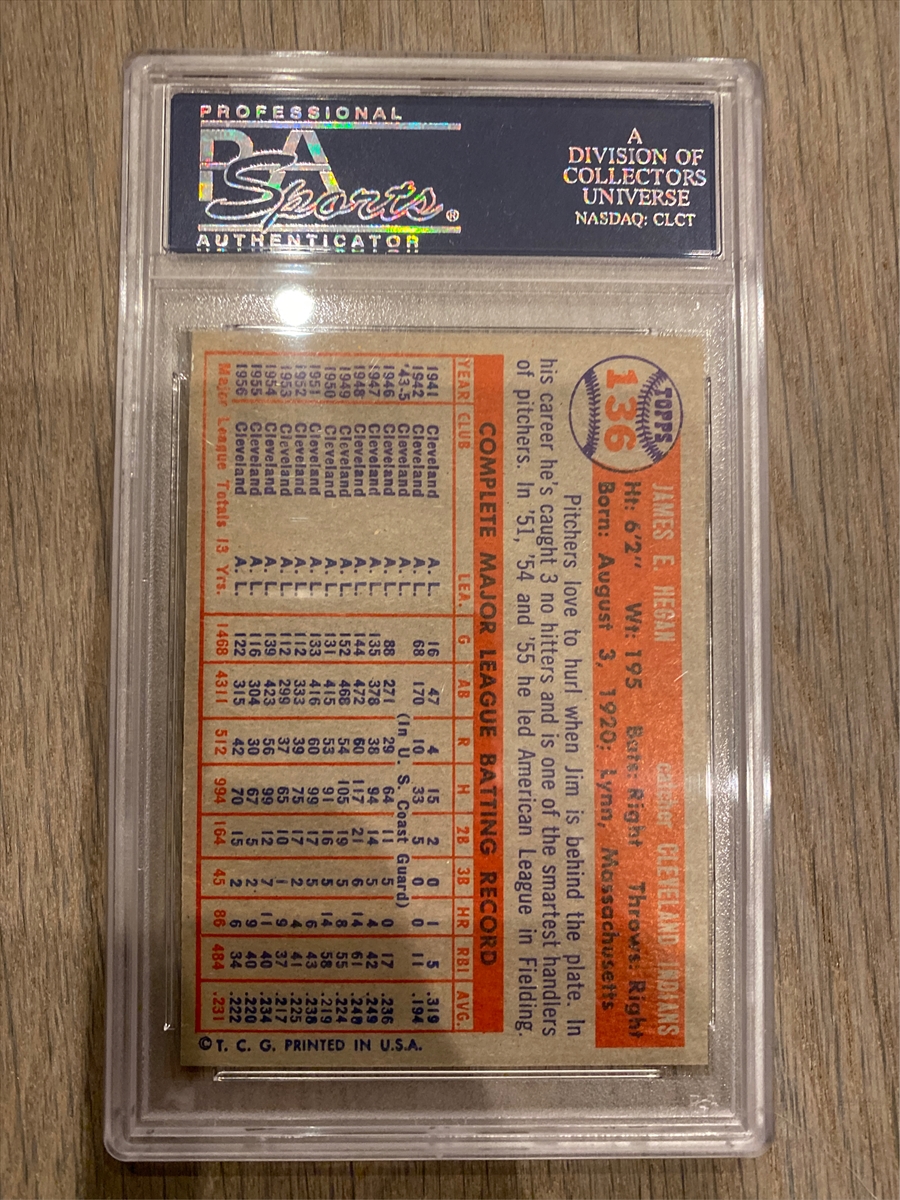 PROFESSIONAL
PSA
Sports®
AUTHENTICATOR
A
DIVISION OF
COLLECTORS
UNIVERSE
NASDAQ: CLCT
TOPPS
136
JAMES E. HEGAN catcher CLEVELAND INDIANS
Ht: 6'2" Wt: 195 Bats: Right Throws: Right
Born: August 3, 1920: Lynn, Massachusetts
Pitchers love to hurl when Jim is behind the plate. In
his career he's caught 3 no hitters and is one of the smartest handlers
of pitchers. In '51, '54 and '55 he led American League in Fielding.
COMPLETE MAJOR LEAGUE BATTING RECORD
YEAR CLUB LEA. G AB R H 2B 3B HR RBI AVG.
1941 Cleveland A. L. 16 47 4 15 2 0 1 5 .319
1942 Cleveland A. L. 68 170 10 33 5 0 0 11 .194
'43-5 Cleveland A. L. (In U. S. Coast Guard)
1946 Cleveland A. L. 88 271 29 64 11 5 0 17 .236
1947 Cleveland A. L. 135 378 38 94 14 5 4 42 .249
1948 Cleveland A. L. 144 472 60 117 21 6 14 61 .248
1949 Cleveland A. L. 152 468 54 105 19 5 8 55 .224
1950 Cleveland A. L. 131 415 53 91 16 5 14 58 .219
1951 Cleveland A. L. 133 416 60 99 17 5 6 43 .238
1952 Cleveland A. L. 112 333 39 75 17 2 4 41 .225
1953 Cleveland A. L. 112 299 37 65 10 1 9 37 .217
1954 Cleveland A. L. 139 423 56 99 12 7 11 40 .234
1955 Cleveland A. L. 116 304 30 67 5 2 9 40 .220
1956 Cleveland A. L. 122 315 42 70 15 2 6 34 .222
Major League Totals 13 Yrs. 1468 4311 512 994 164 45 86 484 .231
© T. C. G. PRINTED IN U.S.A.